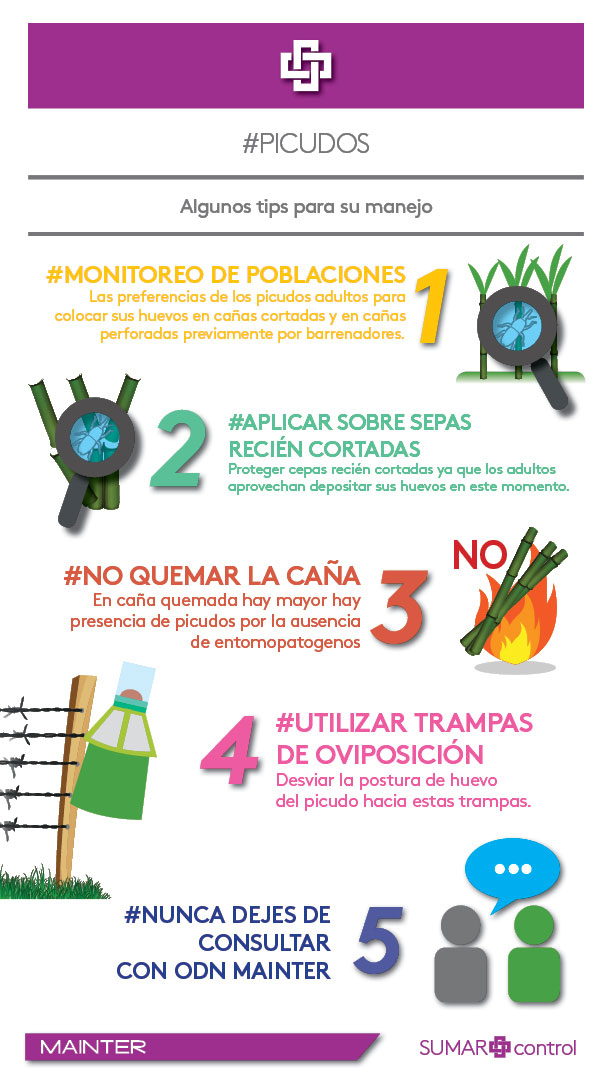 #PICUDOS
Algunos tips para su manejo
#MONITOREO DE POBLACIONES
Las preferencias de los picudos adultos para
colocar sus huevos en cañas cortadas y en cañas
perforadas previamente por barrenadores.
1
2
#APLICAR SOBRE SEPAS
RECIÉN CORTADAS
Proteger cepas recién cortadas ya que los adultos
aprovechan depositar sus huevos en este momento.
#NO QUEMAR LA CAÑA
En caña quemada hay mayor hay
presencia de picudos por la ausencia
de entomopatogenos
3
NO
4
#UTILIZAR TRAMPAS
DE OVIPOSICIÓN
Desviar la postura de huevo
del picudo hacia estas trampas.
#NUNCA DEJES DE
CONSULTAR
CON ODN MAINTER
5
MAINTER
SUMAR control